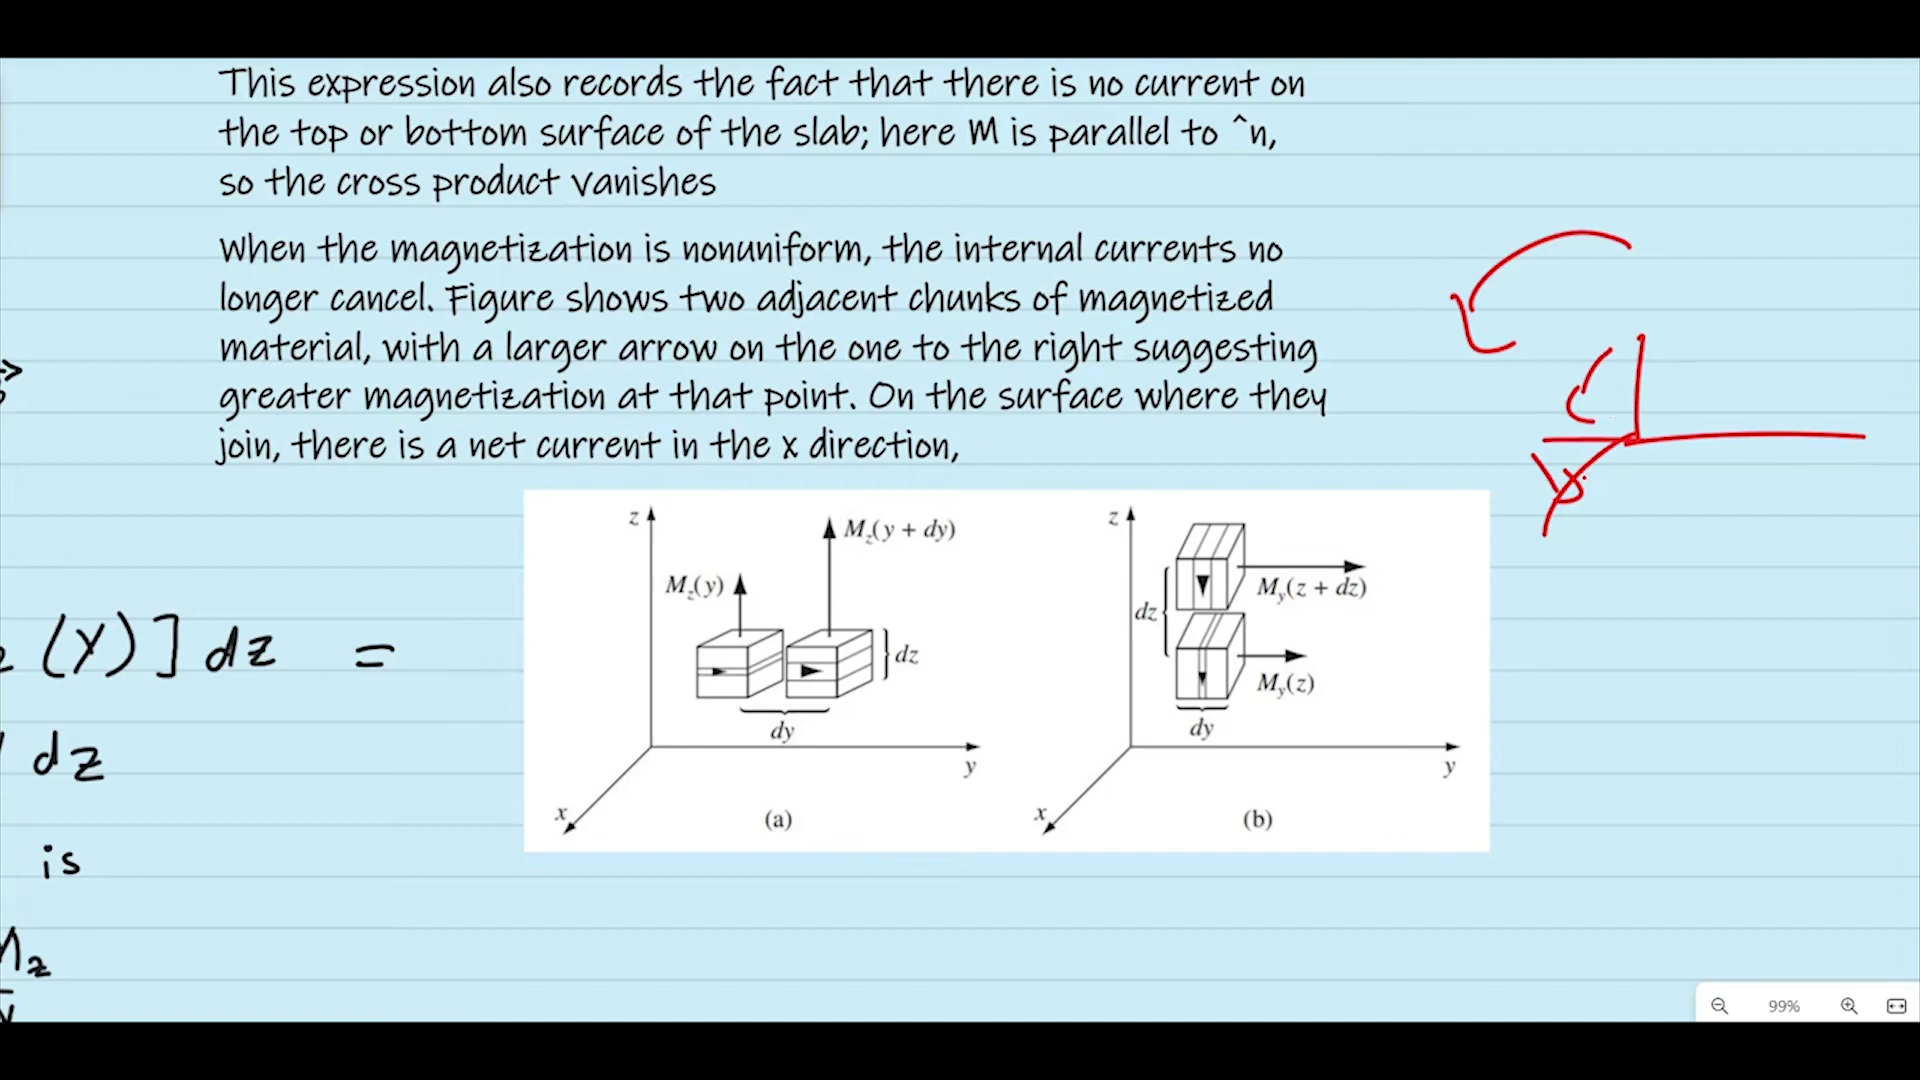 This expression also records the fact that there is no current on
the top or bottom surface of the slab; here M is parallel to ^n,
so the cross product vanishes
When the magnetization is nonuniform, the internal currents no
longer cancel. Figure shows two adjacent chunks of magnetized
material, with a larger arrow on the one to the right suggesting
greater magnetization at that point. On the surface where they
join, there is a net current in the x direction,
(y)] dz =
dz
is
M_z
z
M_z(y + dy)
M_z(y)
dz
dy
y
x
(a)
z
M_y(z + dz)
dz
M_y(z)
dy
y
x
(b)
99%